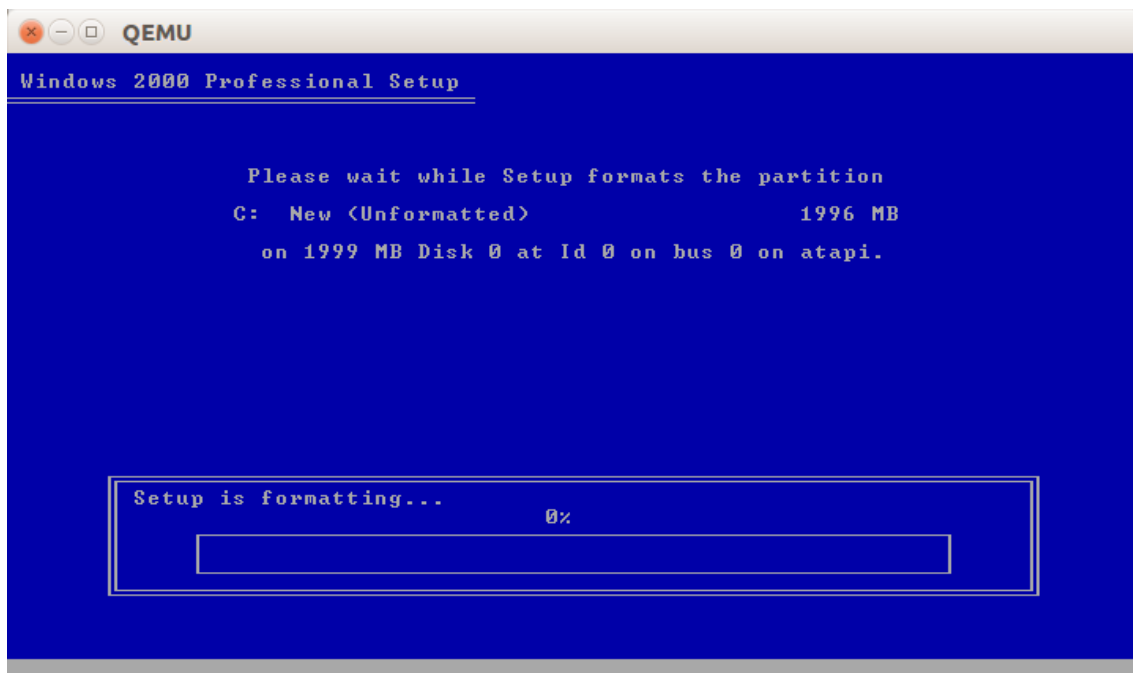 QEMU
Windows 2000 Professional Setup
Please wait while Setup formats the partition
C: New (Unformatted) 1996 MB
on 1999 MB Disk 0 at Id 0 on bus 0 on atapi.
Setup is formatting...
0%